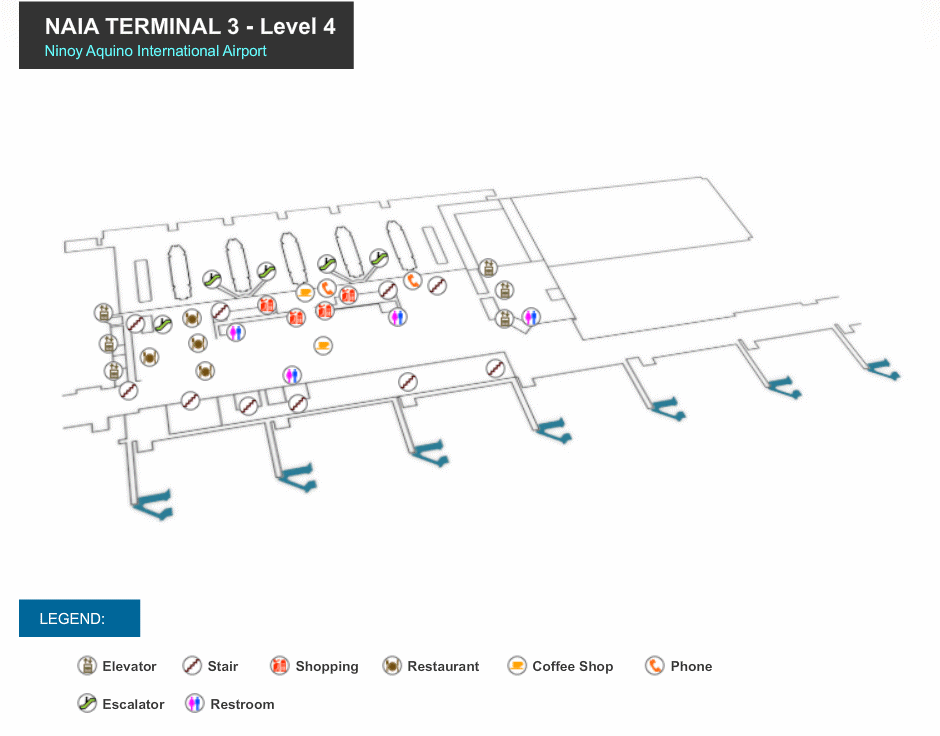 NAIA TERMINAL 3 - Level 4
Ninoy Aquino International Airport
LEGEND:
Elevator Stair Shopping Restaurant Coffee Shop Phone
Escalator Restroom